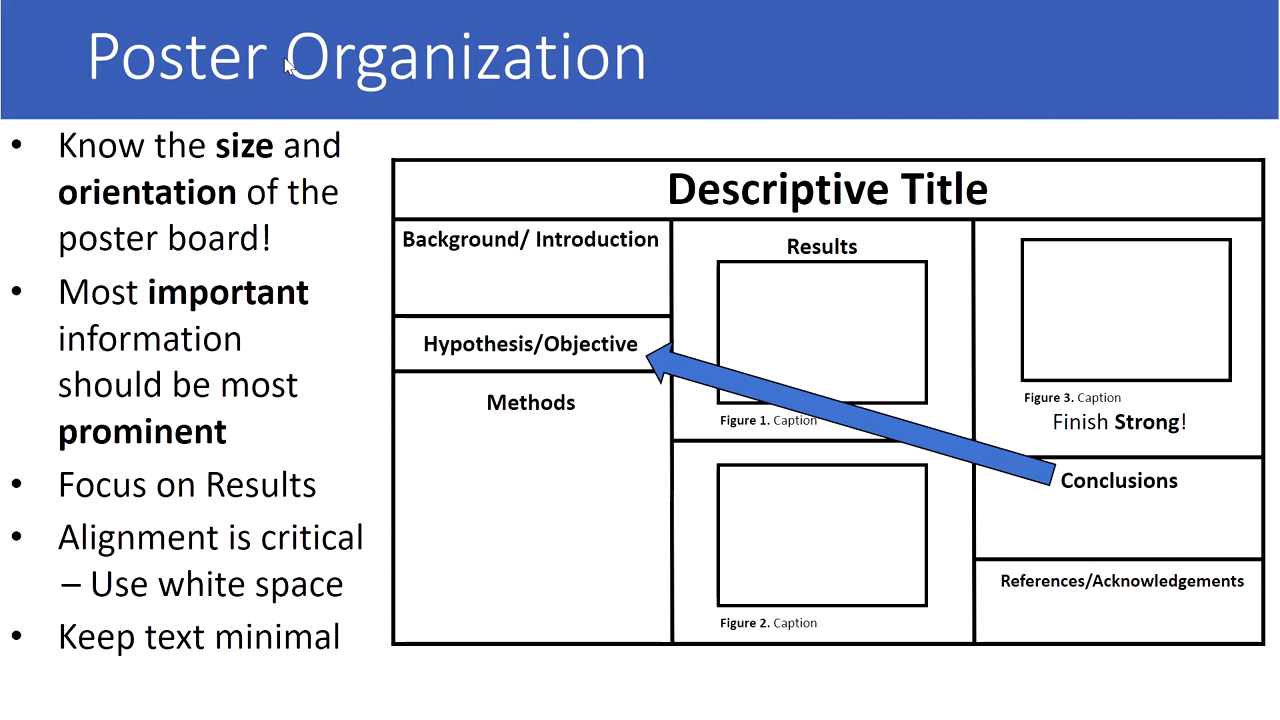 Poster Organization
• Know the size and
orientation of the
poster board!
• Most important
information
should be most
prominent
• Focus on Results
• Alignment is critical
– Use white space
• Keep text minimal
Descriptive Title
Background/ Introduction
Hypothesis/Objective
Methods
Results
Figure 1. Caption
Figure 2. Caption
Figure 3. Caption
Finish Strong!
Conclusions
References/Acknowledgements